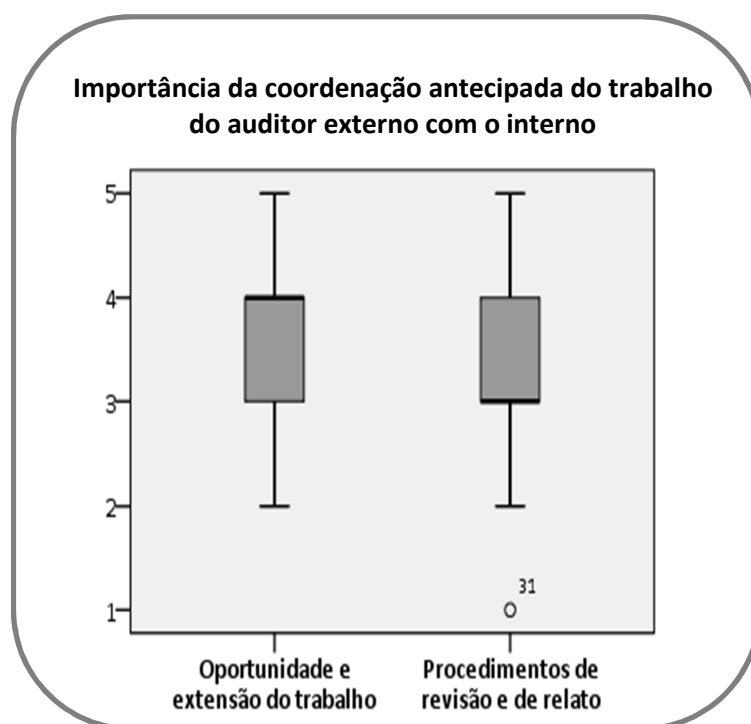 Importância da coordenação antecipada do trabalho
do auditor externo com o interno
5
4
3
2
1
31
Oportunidade e
extensão do trabalho
Procedimentos de
revisão e de relato